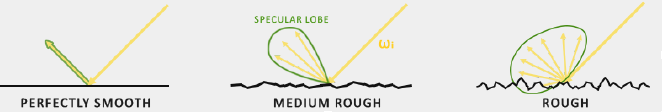 SPECULAR LOBE
ωi
PERFECTLY SMOOTH
MEDIUM ROUGH
ROUGH